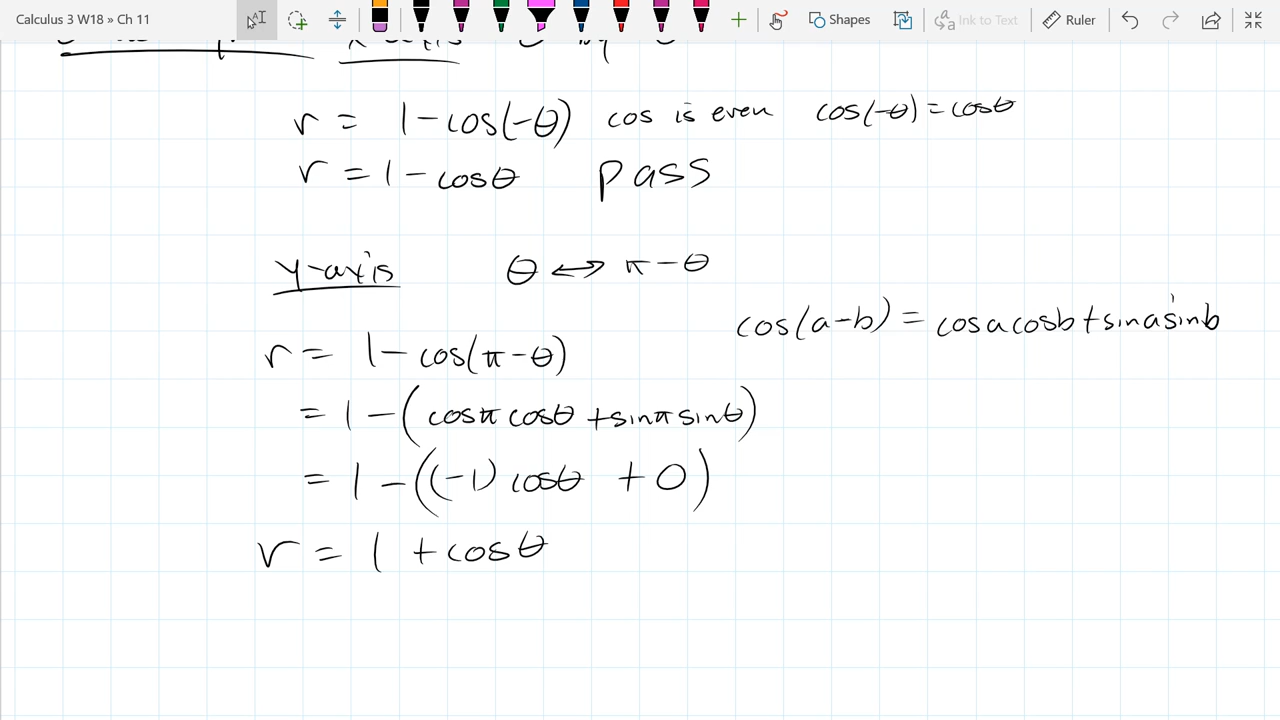 Calculus 3 W18 » Ch 11
Shapes
Ink to Text
Ruler
x-axis
r = 1 - cos(-θ) cos is even cos(-θ) = cosθ
r = 1 - cosθ pass
y-axis θ ↔ π - θ
cos(a-b) = cosacosb + sinasinb
r = 1 - cos(π - θ)
= 1 - (cosπ cosθ + sinπ sinθ)
= 1 - ((-1) cosθ + 0)
r = 1 + cosθ